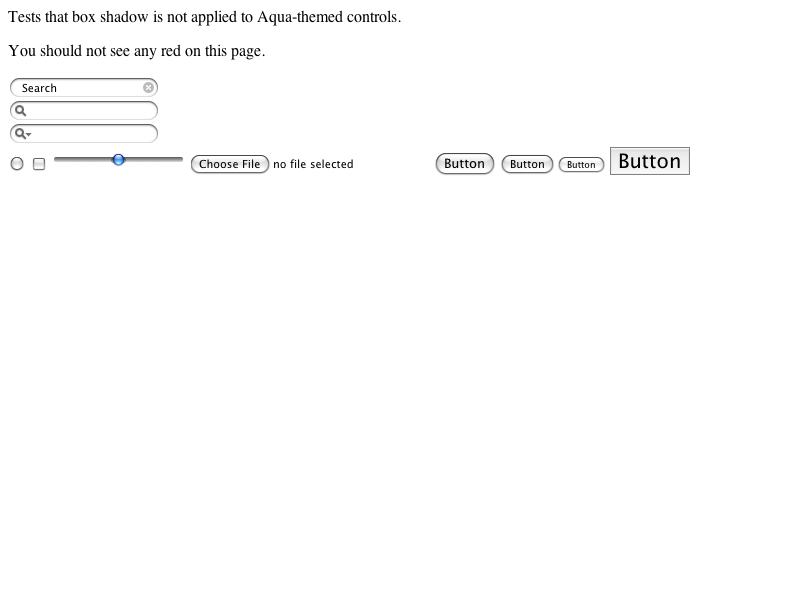 Tests that box shadow is not applied to Aqua-themed controls.
You should not see any red on this page.
Search
Choose File no file selected Button Button Button Button